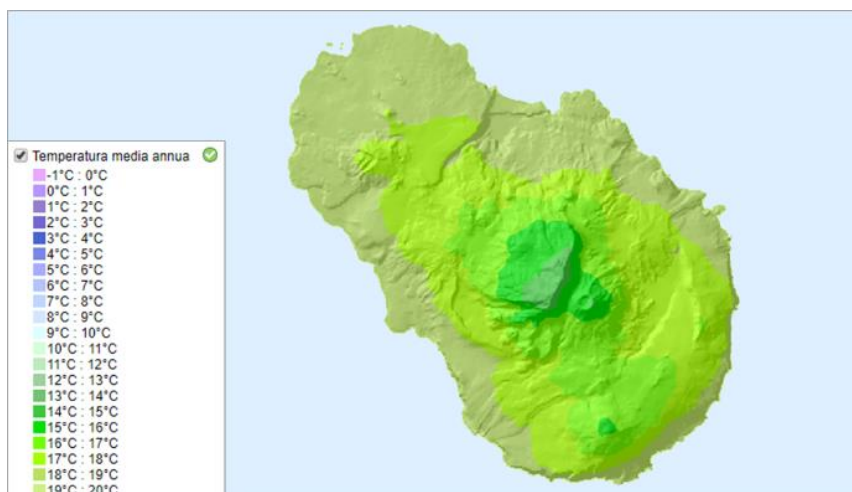 Temperatura media annua
-1°C : 0°C
0°C : 1°C
1°C : 2°C
2°C : 3°C
3°C : 4°C
4°C : 5°C
5°C : 6°C
6°C : 7°C
7°C : 8°C
8°C : 9°C
9°C : 10°C
10°C : 11°C
11°C : 12°C
12°C : 13°C
13°C : 14°C
14°C : 15°C
15°C : 16°C
16°C : 17°C
17°C : 18°C
18°C : 19°C
19°C : 20°C